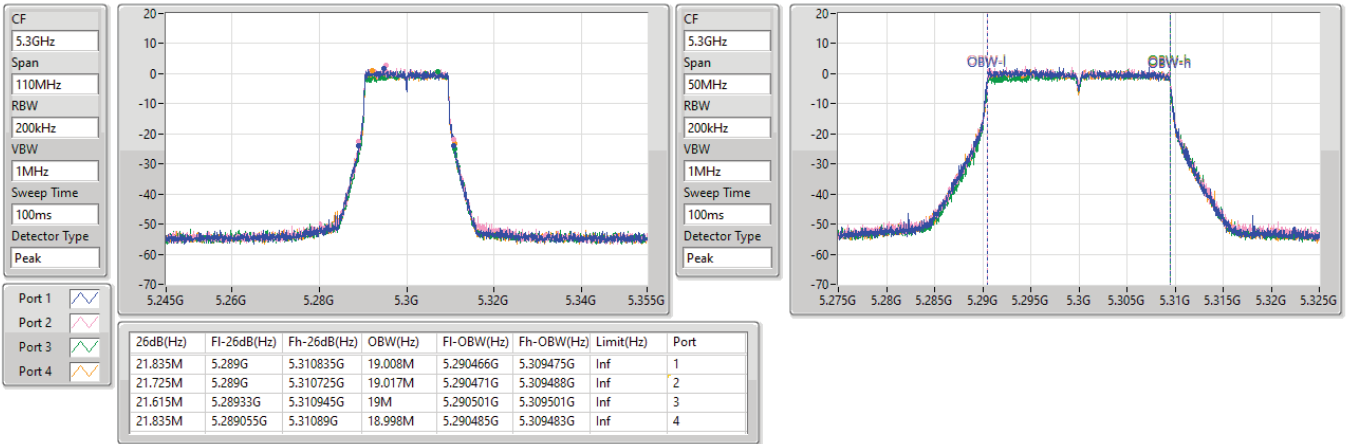 CF
5.3GHz
Span
110MHz
RBW
200kHz
VBW
1MHz
Sweep Time
100ms
Detector Type
Peak
20-
10-
0-
-10-
-20-
-30-
-40-
-50-
-60-
-70-
5.245G 5.26G 5.28G 5.3G 5.32G 5.34G 5.355G
CF
5.3GHz
Span
50MHz
RBW
200kHz
VBW
1MHz
Sweep Time
100ms
Detector Type
Peak
20-
10-
0-
-10-
-20-
-30-
-40-
-50-
-60-
-70-
OBW-l OBW-h
5.275G 5.28G 5.285G 5.29G 5.295G 5.3G 5.305G 5.31G 5.315G 5.32G 5.325G
Port 1
Port 2
Port 3
Port 4
26dB(Hz) Fl-26dB(Hz) Fh-26dB(Hz) OBW(Hz) Fl-OBW(Hz) Fh-OBW(Hz) Limit(Hz) Port
21.835M 5.289G 5.310835G 19.008M 5.290466G 5.309475G Inf 1
21.725M 5.289G 5.310725G 19.017M 5.290471G 5.309488G Inf 2
21.615M 5.28933G 5.310945G 19M 5.290501G 5.309501G Inf 3
21.835M 5.289055G 5.31089G 18.998M 5.290485G 5.309483G Inf 4